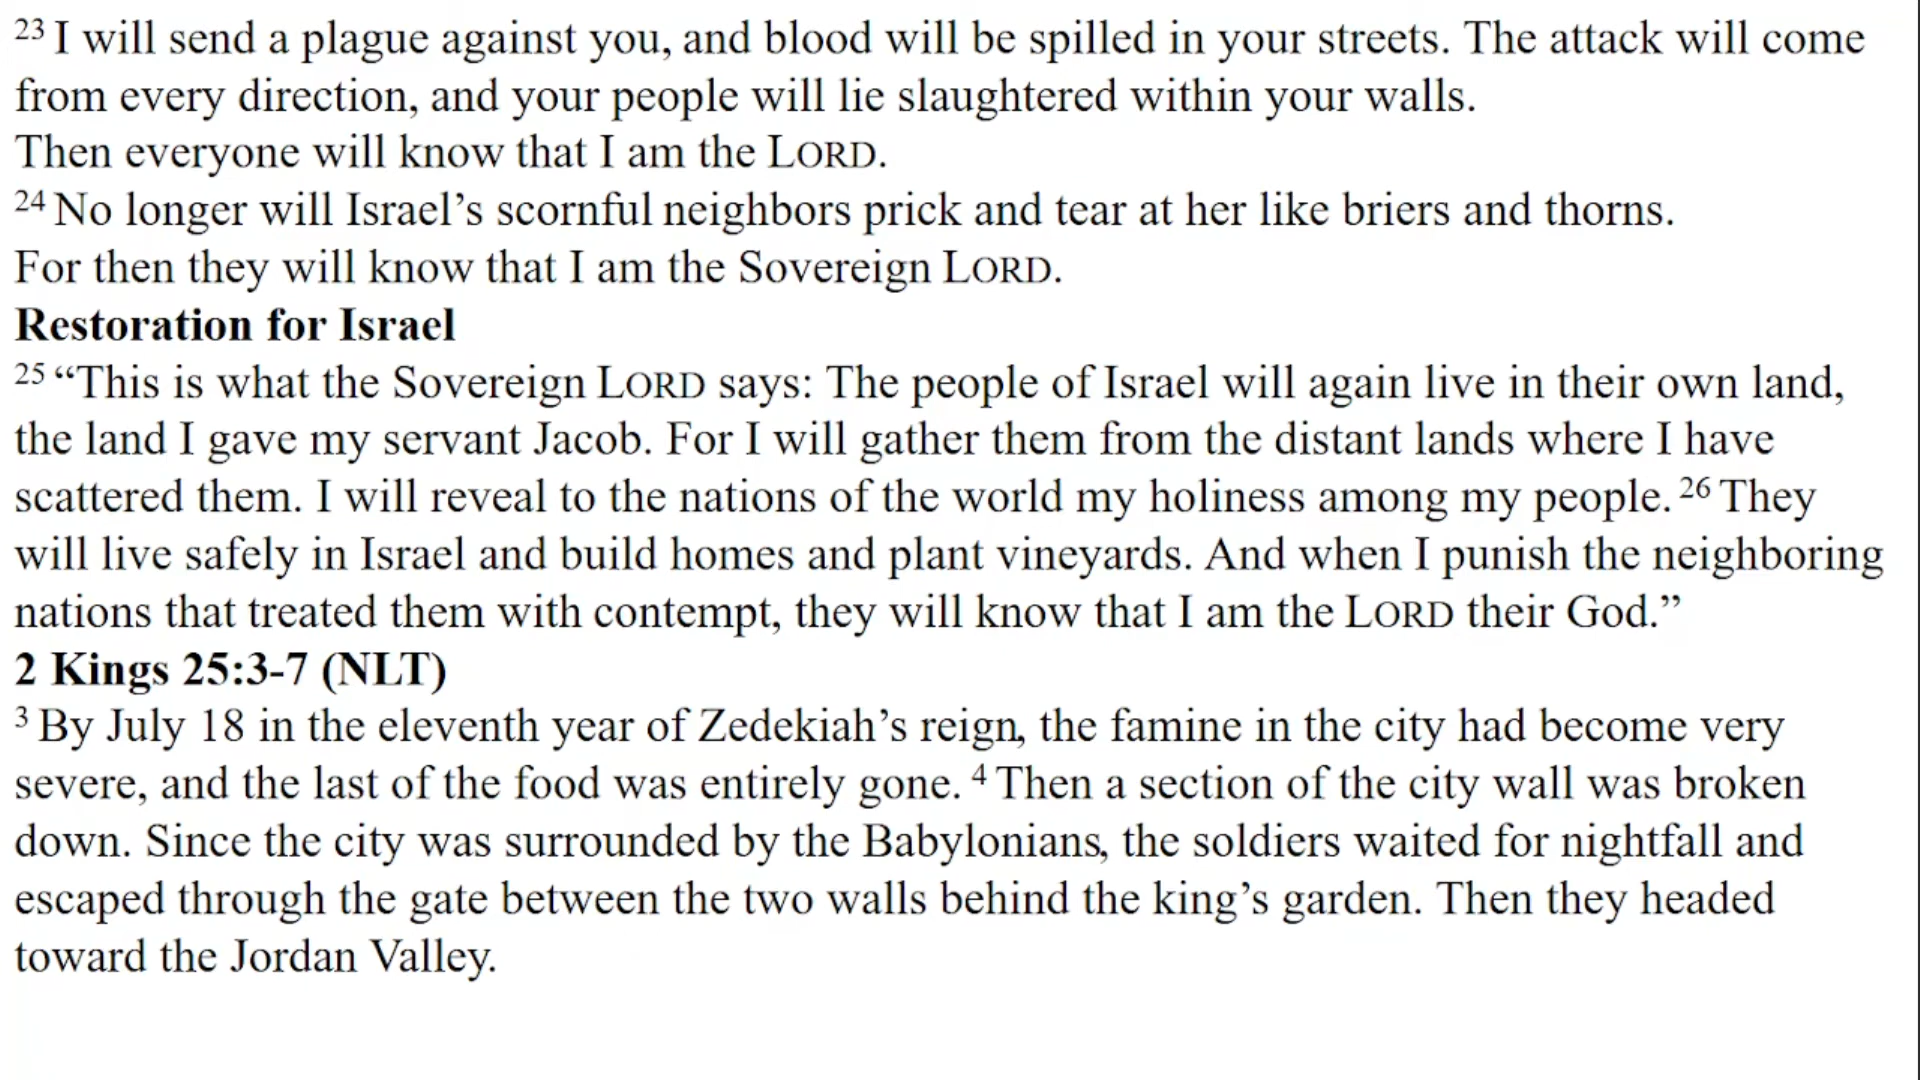 23 I will send a plague against you, and blood will be spilled in your streets. The attack will come
from every direction, and your people will lie slaughtered within your walls.
Then everyone will know that I am the LORD.
24 No longer will Israel’s scornful neighbors prick and tear at her like briers and thorns.
For then they will know that I am the Sovereign LORD.
Restoration for Israel
25 “This is what the Sovereign LORD says: The people of Israel will again live in their own land,
the land I gave my servant Jacob. For I will gather them from the distant lands where I have
scattered them. I will reveal to the nations of the world my holiness among my people. 26 They
will live safely in Israel and build homes and plant vineyards. And when I punish the neighboring
nations that treated them with contempt, they will know that I am the LORD their God.”
2 Kings 25:3-7 (NLT)
3 By July 18 in the eleventh year of Zedekiah’s reign, the famine in the city had become very
severe, and the last of the food was entirely gone. 4 Then a section of the city wall was broken
down. Since the city was surrounded by the Babylonians, the soldiers waited for nightfall and
escaped through the gate between the two walls behind the king’s garden. Then they headed
toward the Jordan Valley.